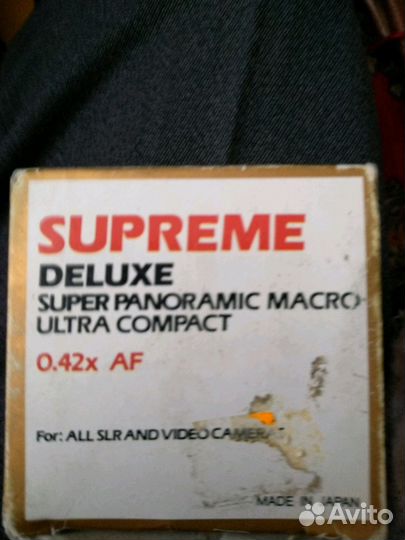 SUPREME
DELUXE
SUPER PANORAMIC MACRO
ULTRA COMPACT
0.42x AF
For: ALL SLR AND VIDEO
MADE IN JAPAN
Avito